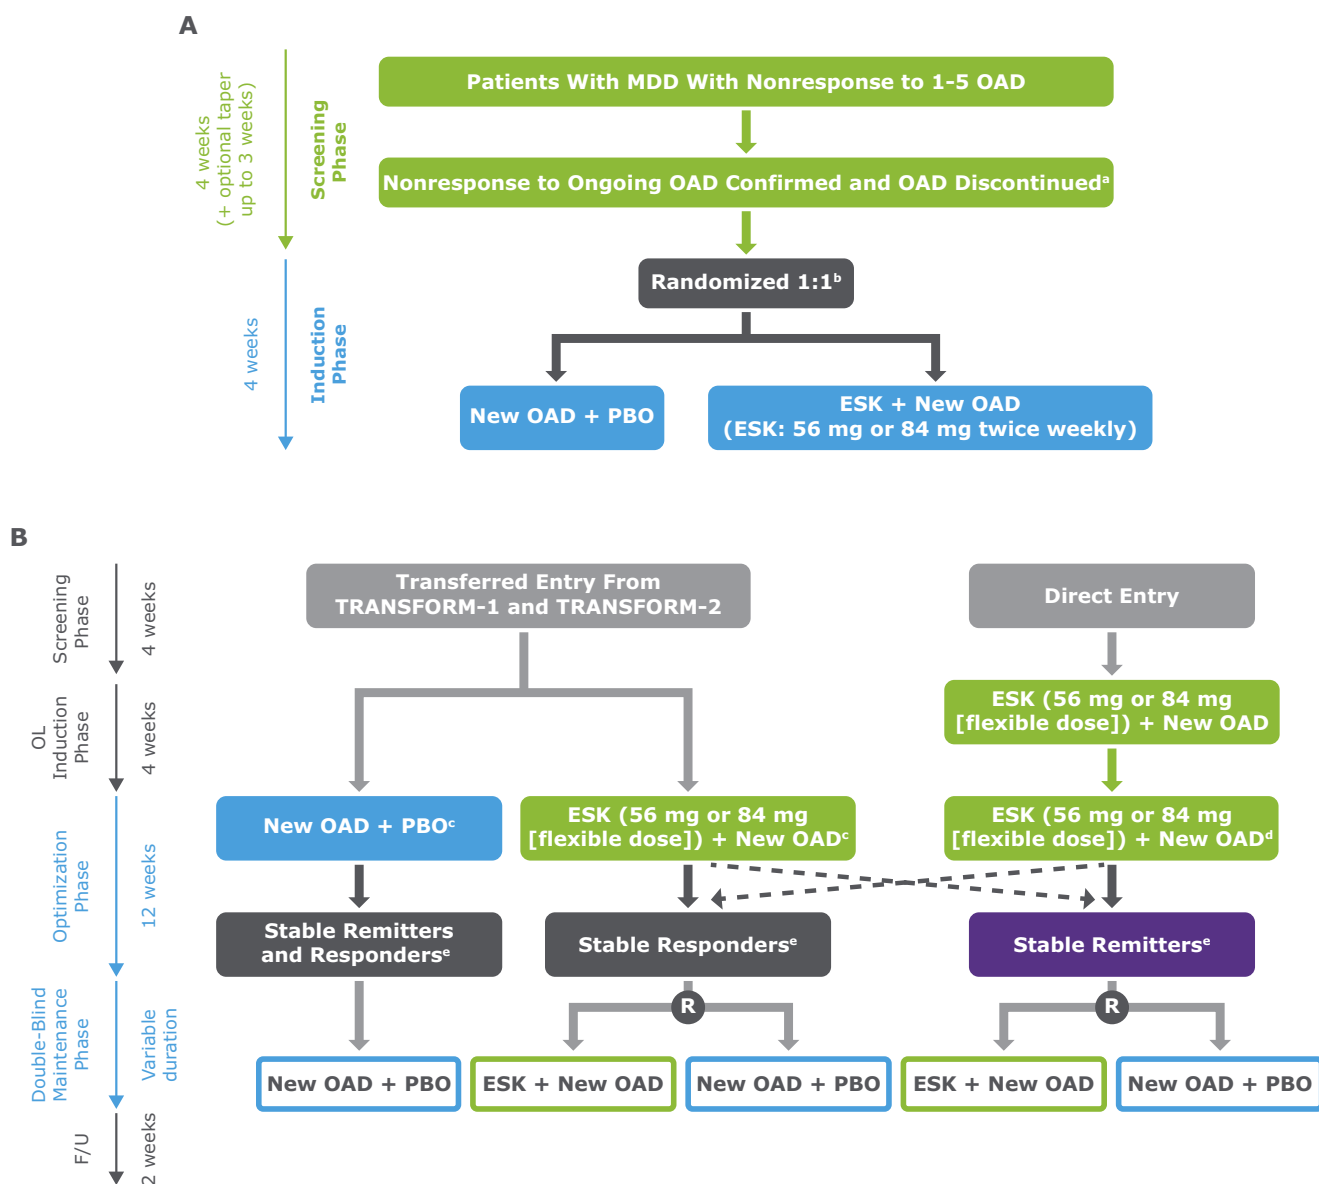 A
4 weeks
(+ optional taper
up to 3 weeks)
Screening
Phase
Patients With MDD With Nonresponse to 1-5 OAD
Nonresponse to Ongoing OAD Confirmed and OAD Discontinuedᵃ
4 weeks
Induction
Phase
Randomized 1:1ᵇ
New OAD + PBO
ESK + New OAD
(ESK: 56 mg or 84 mg twice weekly)
B
Screening
Phase
4 weeks
Transferred Entry From
TRANSFORM-1 and TRANSFORM-2
Direct Entry
OL
Induction
Phase
4 weeks
ESK (56 mg or 84 mg
[flexible dose]) + New OAD
Optimization
Phase
12 weeks
New OAD + PBOᶜ
ESK (56 mg or 84 mg
[flexible dose]) + New OADᶜ
ESK (56 mg or 84 mg
[flexible dose]) + New OADᵈ
Stable Remitters
and Respondersᵉ
Stable Respondersᵉ
Stable Remittersᵉ
Double-Blind
Maintenance
Phase
Variable
duration
R
R
New OAD + PBO
ESK + New OAD
New OAD + PBO
ESK + New OAD
New OAD + PBO
F/U
2 weeks